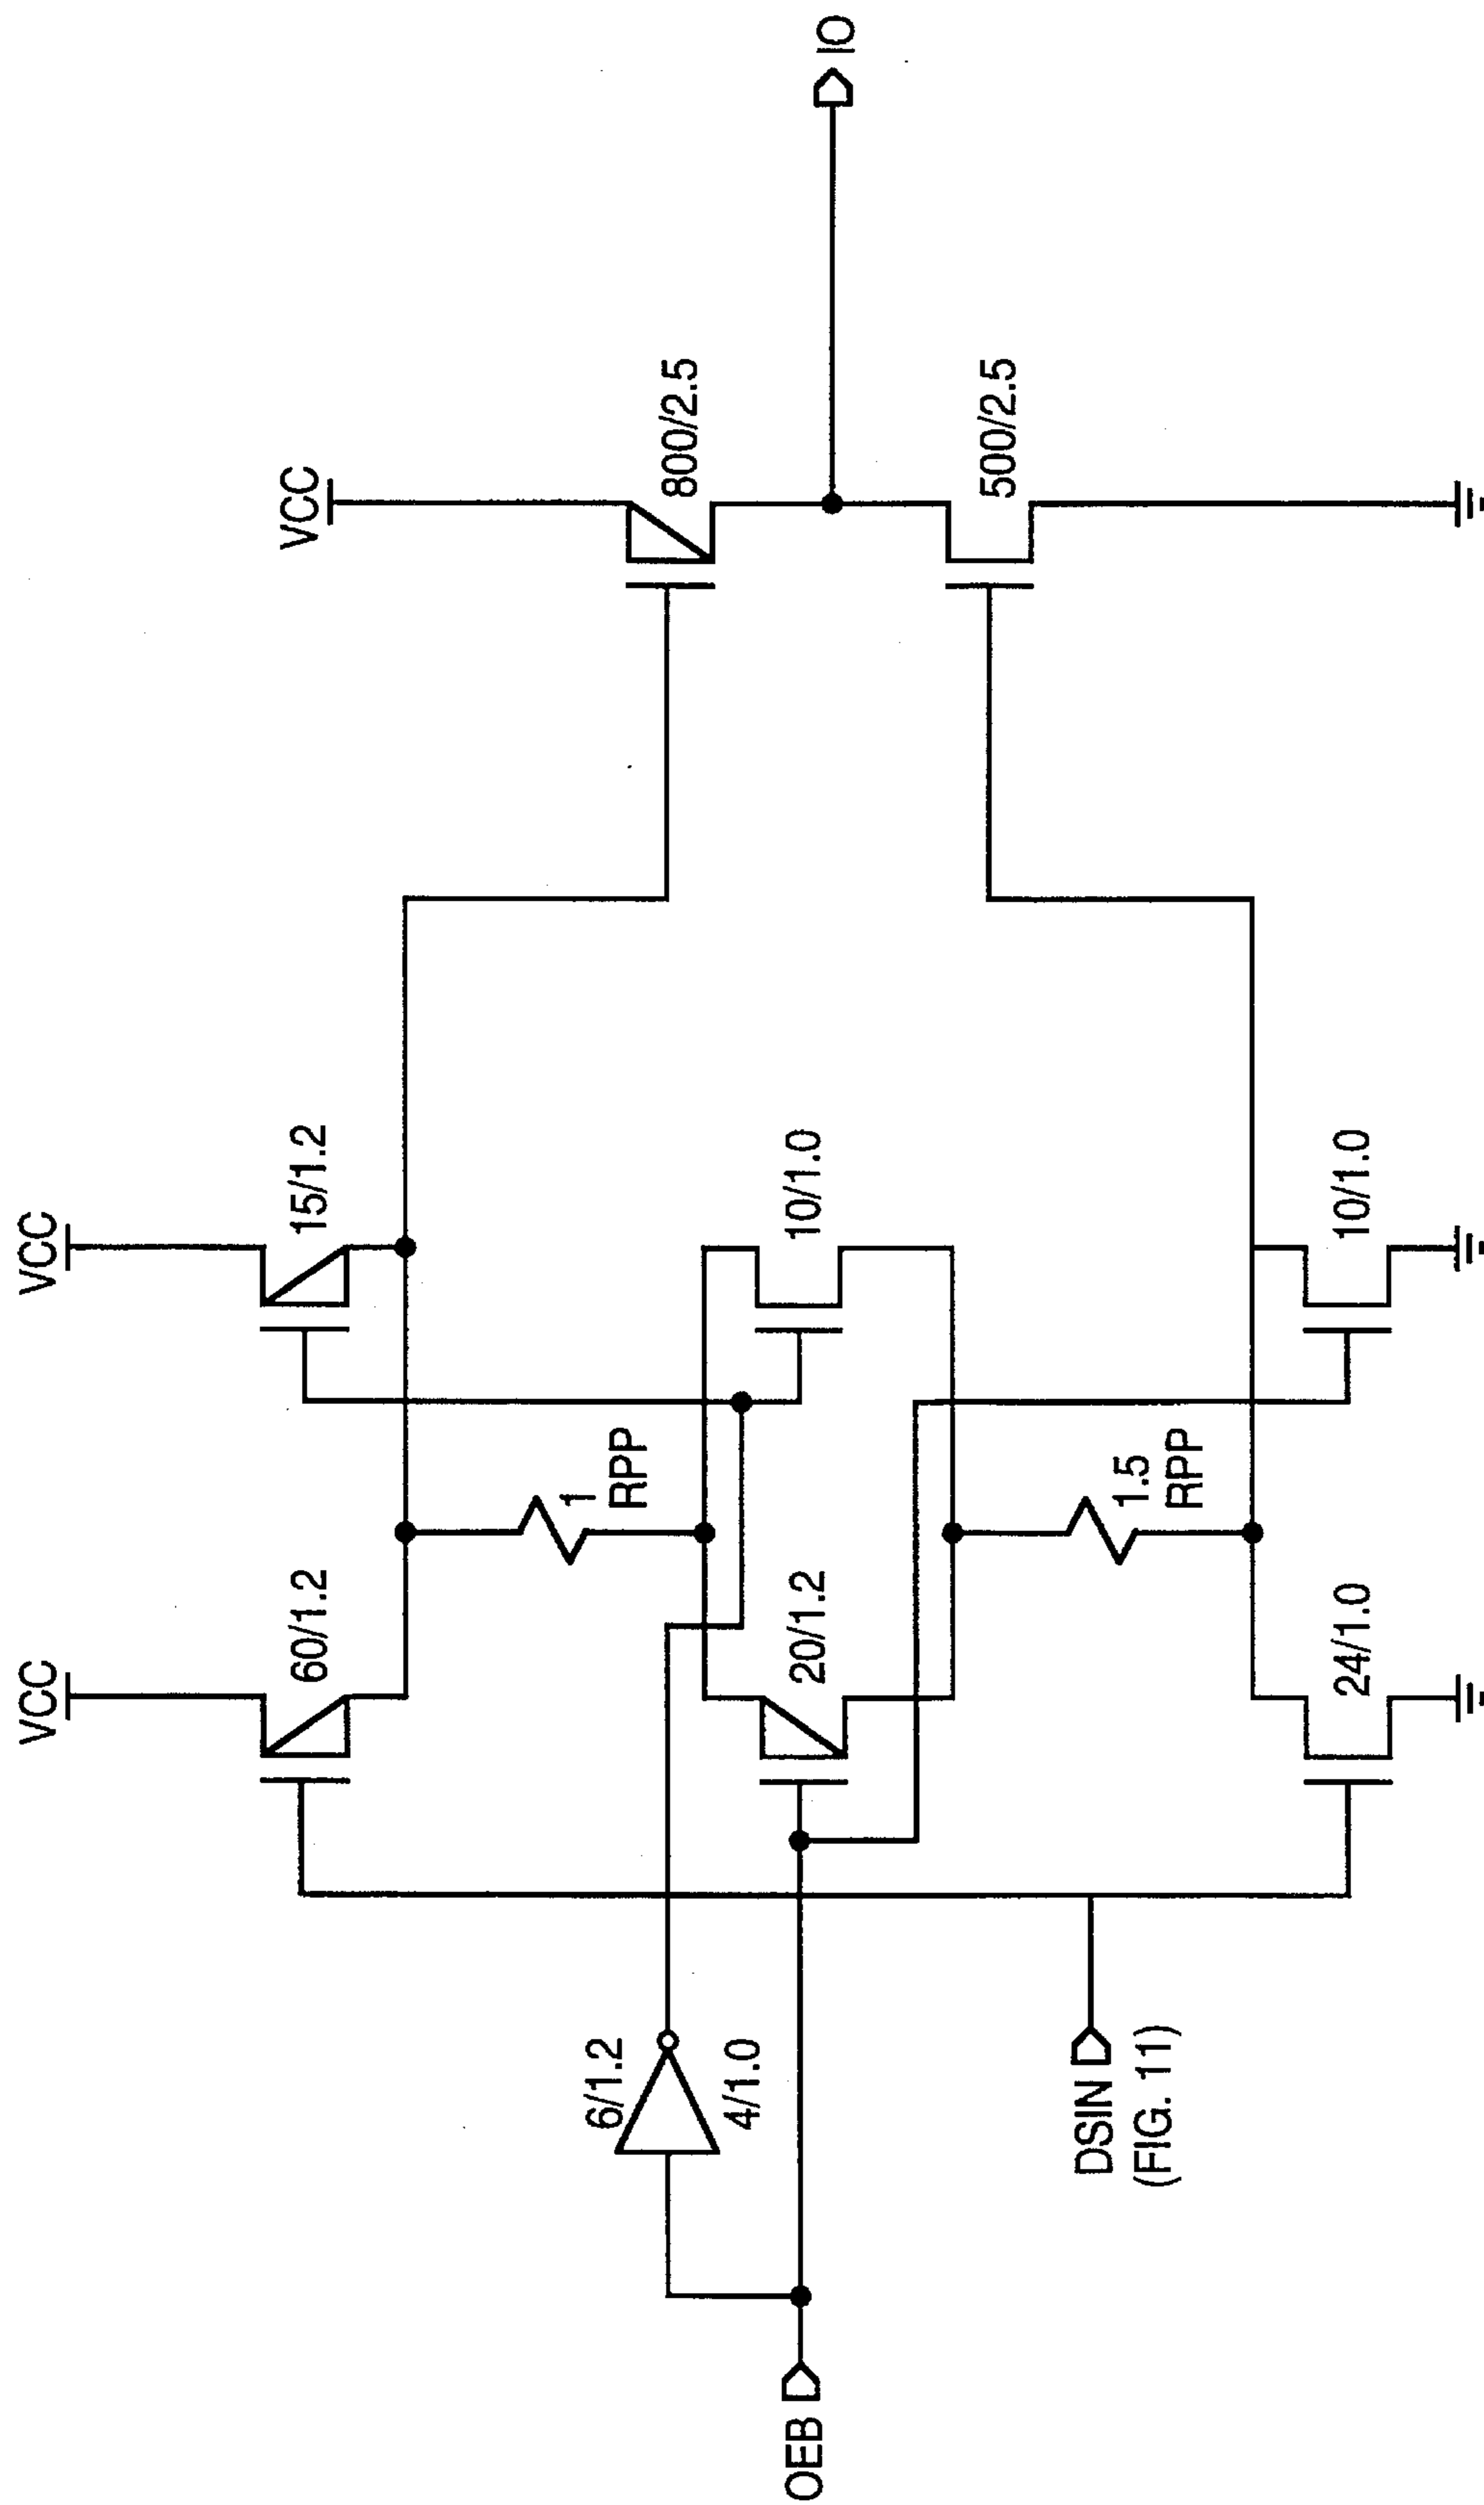 VCC
VCC
VCC
60/1.2
15/1.2
1
RPP
6/1.2
4/1.0
20/1.2
10/1.0
800/2.5
IO
OEB
500/2.5
DSIN
(FIG. 11)
1.5
RPP
24/1.0
10/1.0